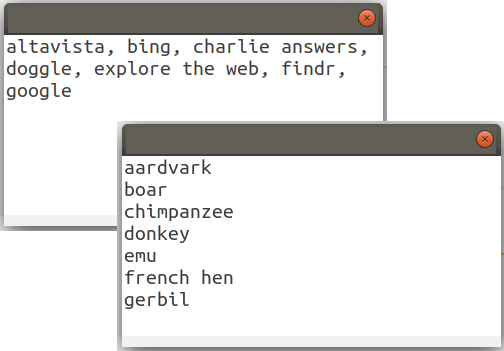 altavista, bing, charlie answers,
doggle, explore the web, findr,
google
aardvark
boar
chimpanzee
donkey
emu
french hen
gerbil